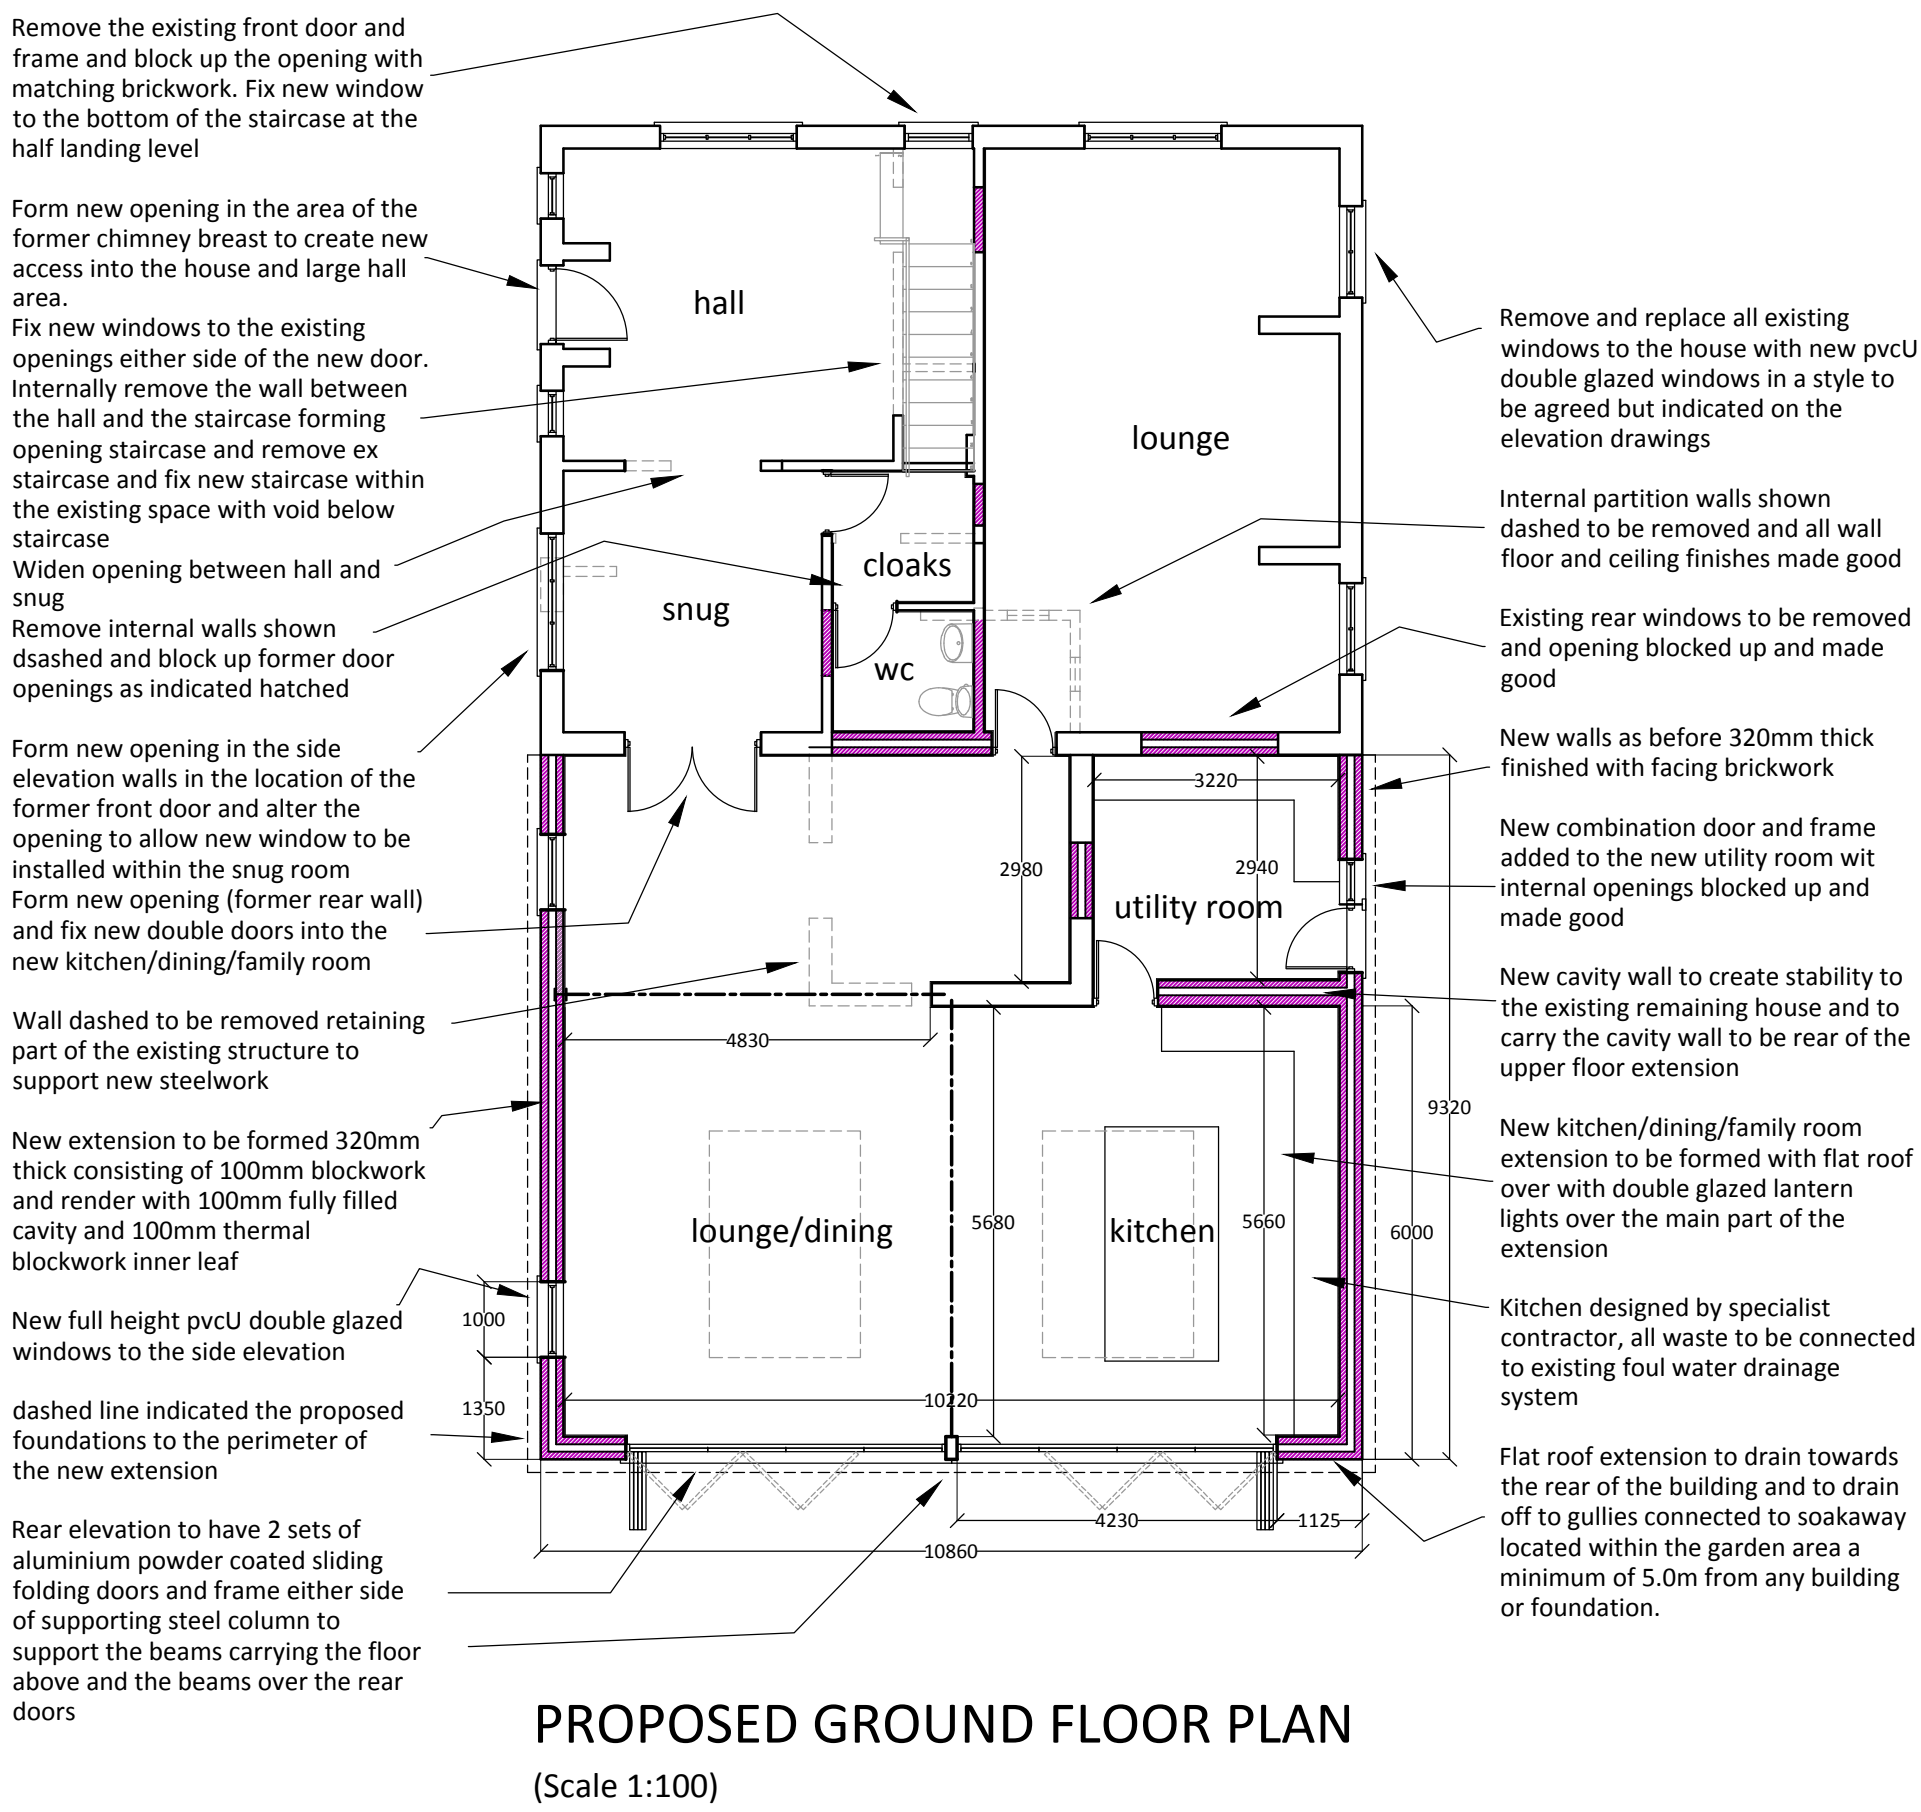 Remove the existing front door and
frame and block up the opening with
matching brickwork. Fix new window
to the bottom of the staircase at the
half landing level
Form new opening in the area of the
former chimney breast to create new
access into the house and large hall
area.
Fix new windows to the existing
openings either side of the new door.
Internally remove the wall between
the hall and the staircase forming
opening staircase and remove ex
staircase and fix new staircase within
the existing space with void below
staircase
Widen opening between hall and
snug
Remove internal walls shown
dsashed and block up former door
openings as indicated hatched
Form new opening in the side
elevation walls in the location of the
former front door and alter the
opening to allow new window to be
installed within the snug room
Form new opening (former rear wall)
and fix new double doors into the
new kitchen/dining/family room
Wall dashed to be removed retaining
part of the existing structure to
support new steelwork
New extension to be formed 320mm
thick consisting of 100mm blockwork
and render with 100mm fully filled
cavity and 100mm thermal
blockwork inner leaf
New full height pvcU double glazed
windows to the side elevation
dashed line indicated the proposed
foundations to the perimeter of
the new extension
Rear elevation to have 2 sets of
aluminium powder coated sliding
folding doors and frame either side
of supporting steel column to
support the beams carrying the floor
above and the beams over the rear
doors
hall
lounge
cloaks
snug
wc
3220
2980
2940
utility room
4830
9320
lounge/dining
5680
kitchen
5660
6000
1000
10220
1350
4230
1125
10860
Remove and replace all existing
windows to the house with new pvcU
double glazed windows in a style to
be agreed but indicated on the
elevation drawings
Internal partition walls shown
dashed to be removed and all wall
floor and ceiling finishes made good
Existing rear windows to be removed
and opening blocked up and made
good
New walls as before 320mm thick
finished with facing brickwork
New combination door and frame
added to the new utility room wit
internal openings blocked up and
made good
New cavity wall to create stability to
the existing remaining house and to
carry the cavity wall to be rear of the
upper floor extension
New kitchen/dining/family room
extension to be formed with flat roof
over with double glazed lantern
lights over the main part of the
extension
Kitchen designed by specialist
contractor, all waste to be connected
to existing foul water drainage
system
Flat roof extension to drain towards
the rear of the building and to drain
off to gullies connected to soakaway
located within the garden area a
minimum of 5.0m from any building
or foundation.
PROPOSED GROUND FLOOR PLAN
(Scale 1:100)